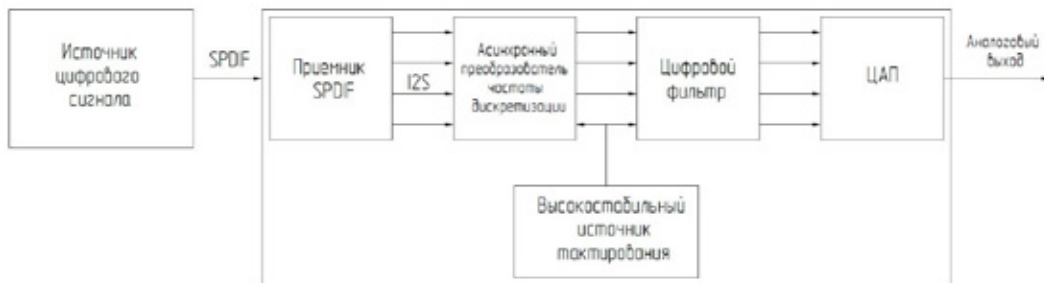 Источник
цифрового
сигнала
SPDIF
Приемник
SPDIF
I2S
Асинхронный
преобразователь
частоты
дискретизации
Цифровой
фильтр
ЦАП
Аналоговый
выход
Высокостабильный
источник
тактирования